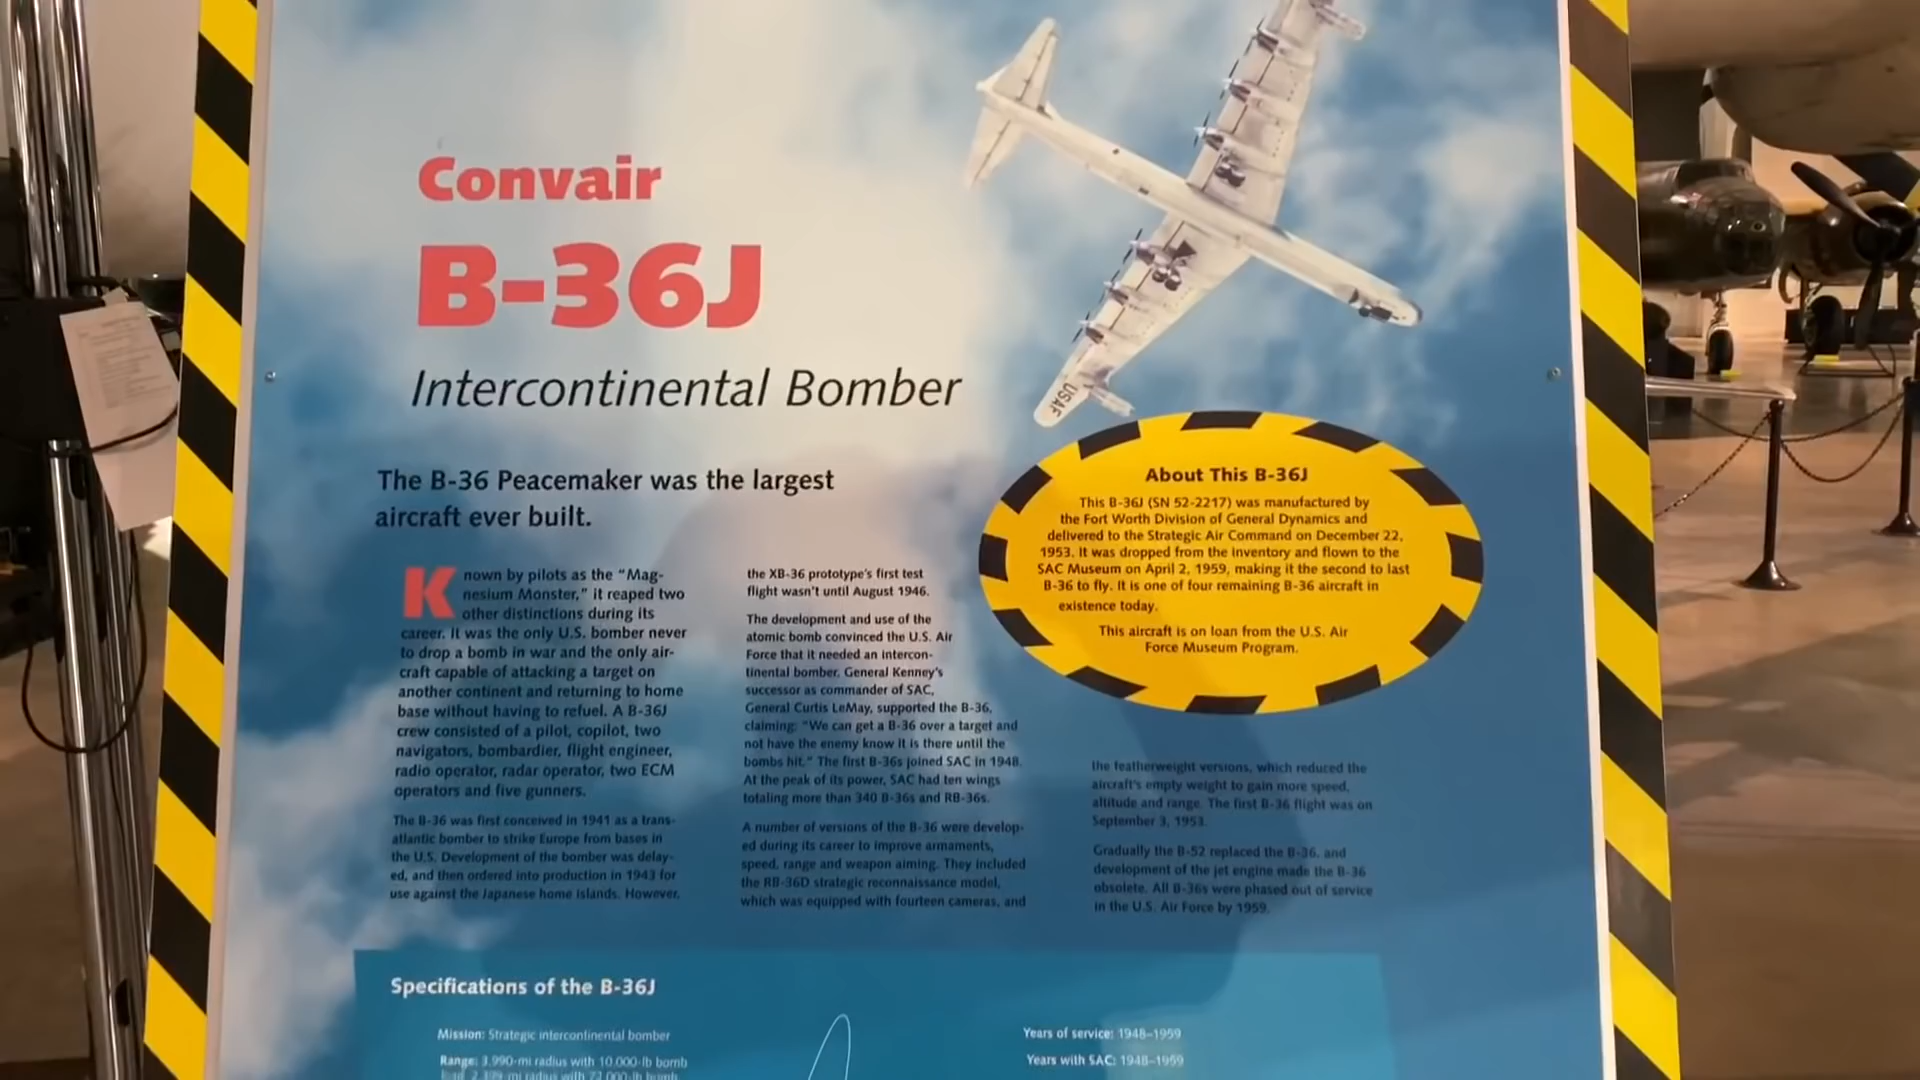 Convair
B-36J
Intercontinental Bomber
USAF
The B-36 Peacemaker was the largest
aircraft ever built.
Known by pilots as the "Mag-
nesium Monster," it reaped two
other distinctions during its
career. It was the only U.S. bomber never
to drop a bomb in war and the only air-
craft capable of attacking a target on
another continent and returning to home
base without having to refuel. A B-36J
crew consisted of a pilot, copilot, two
navigators, bombardier, flight engineer,
radio operator, radar operator, two ECM
operators and five gunners.
The B-36 was first conceived in 1941 as a trans-
atlantic bomber to strike Europe from bases in
the U.S. Development of the bomber was delay-
ed, and then ordered into production in 1943 for
use against the Japanese home islands. However,
the XB-36 prototype's first test
flight wasn't until August 1946.
The development and use of the
atomic bomb convinced the U.S. Air
Force that it needed an intercon-
tinental bomber. General Kenney's
successor as commander of SAC,
General Curtis LeMay, supported the B-36,
claiming: "We can get a B-36 over a target and
not have the enemy know it is there until the
bombs hit." The first B-36s joined SAC in 1948.
At the peak of its power, SAC had ten wings
totaling more than 340 B-36s and RB-36s.
A number of versions of the B-36 were develop-
ed during its career to improve armaments,
speed, range and weapon aiming. They included
the RB-36D strategic reconnaissance model,
which was equipped with fourteen cameras, and
the featherweight versions, which reduced the
aircraft's empty weight to gain more speed,
altitude and range. The first B-36 flight was on
September 3, 1953.
Gradually the B-52 replaced the B-36, and
development of the jet engine made the B-36
obsolete. All B-36s were phased out of service
in the U.S. Air Force by 1959.
About This B-36J
This B-36J (SN 52-2217) was manufactured by
the Fort Worth Division of General Dynamics and
delivered to the Strategic Air Command on December 22,
1953. It was dropped from the inventory and flown to the
SAC Museum on April 2, 1959, making it the second to last
B-36 to fly. It is one of four remaining B-36 aircraft in
existence today.
This aircraft is on loan from the U.S. Air
Force Museum Program.
Specifications of the B-36J
Mission: Strategic intercontinental bomber
Range: 3,990-mi radius with 10,000-lb bomb
Years of service: 1948–1959
Years with SAC: 1948–1959